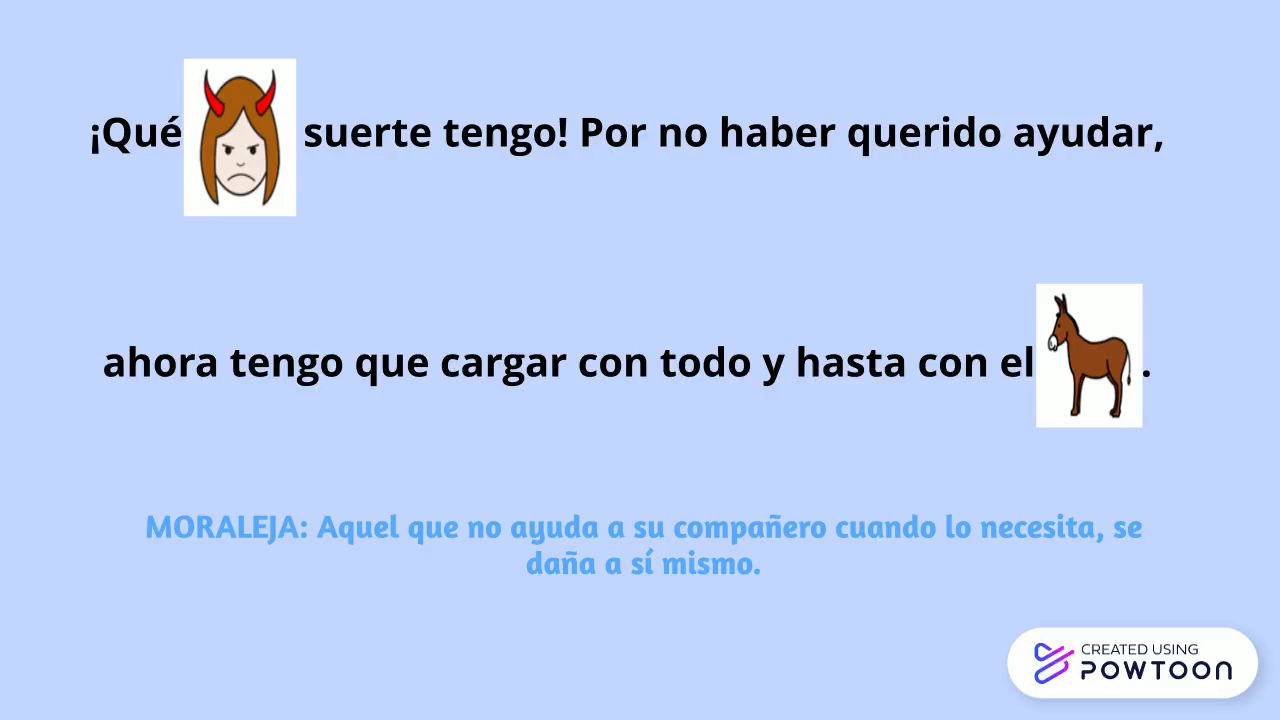 ¡Qué suerte tengo! Por no haber querido ayudar,
ahora tengo que cargar con todo y hasta con el .
MORALEJA: Aquel que no ayuda a su compañero cuando lo necesita, se
daña a sí mismo.
CREATED USING
POWTOON